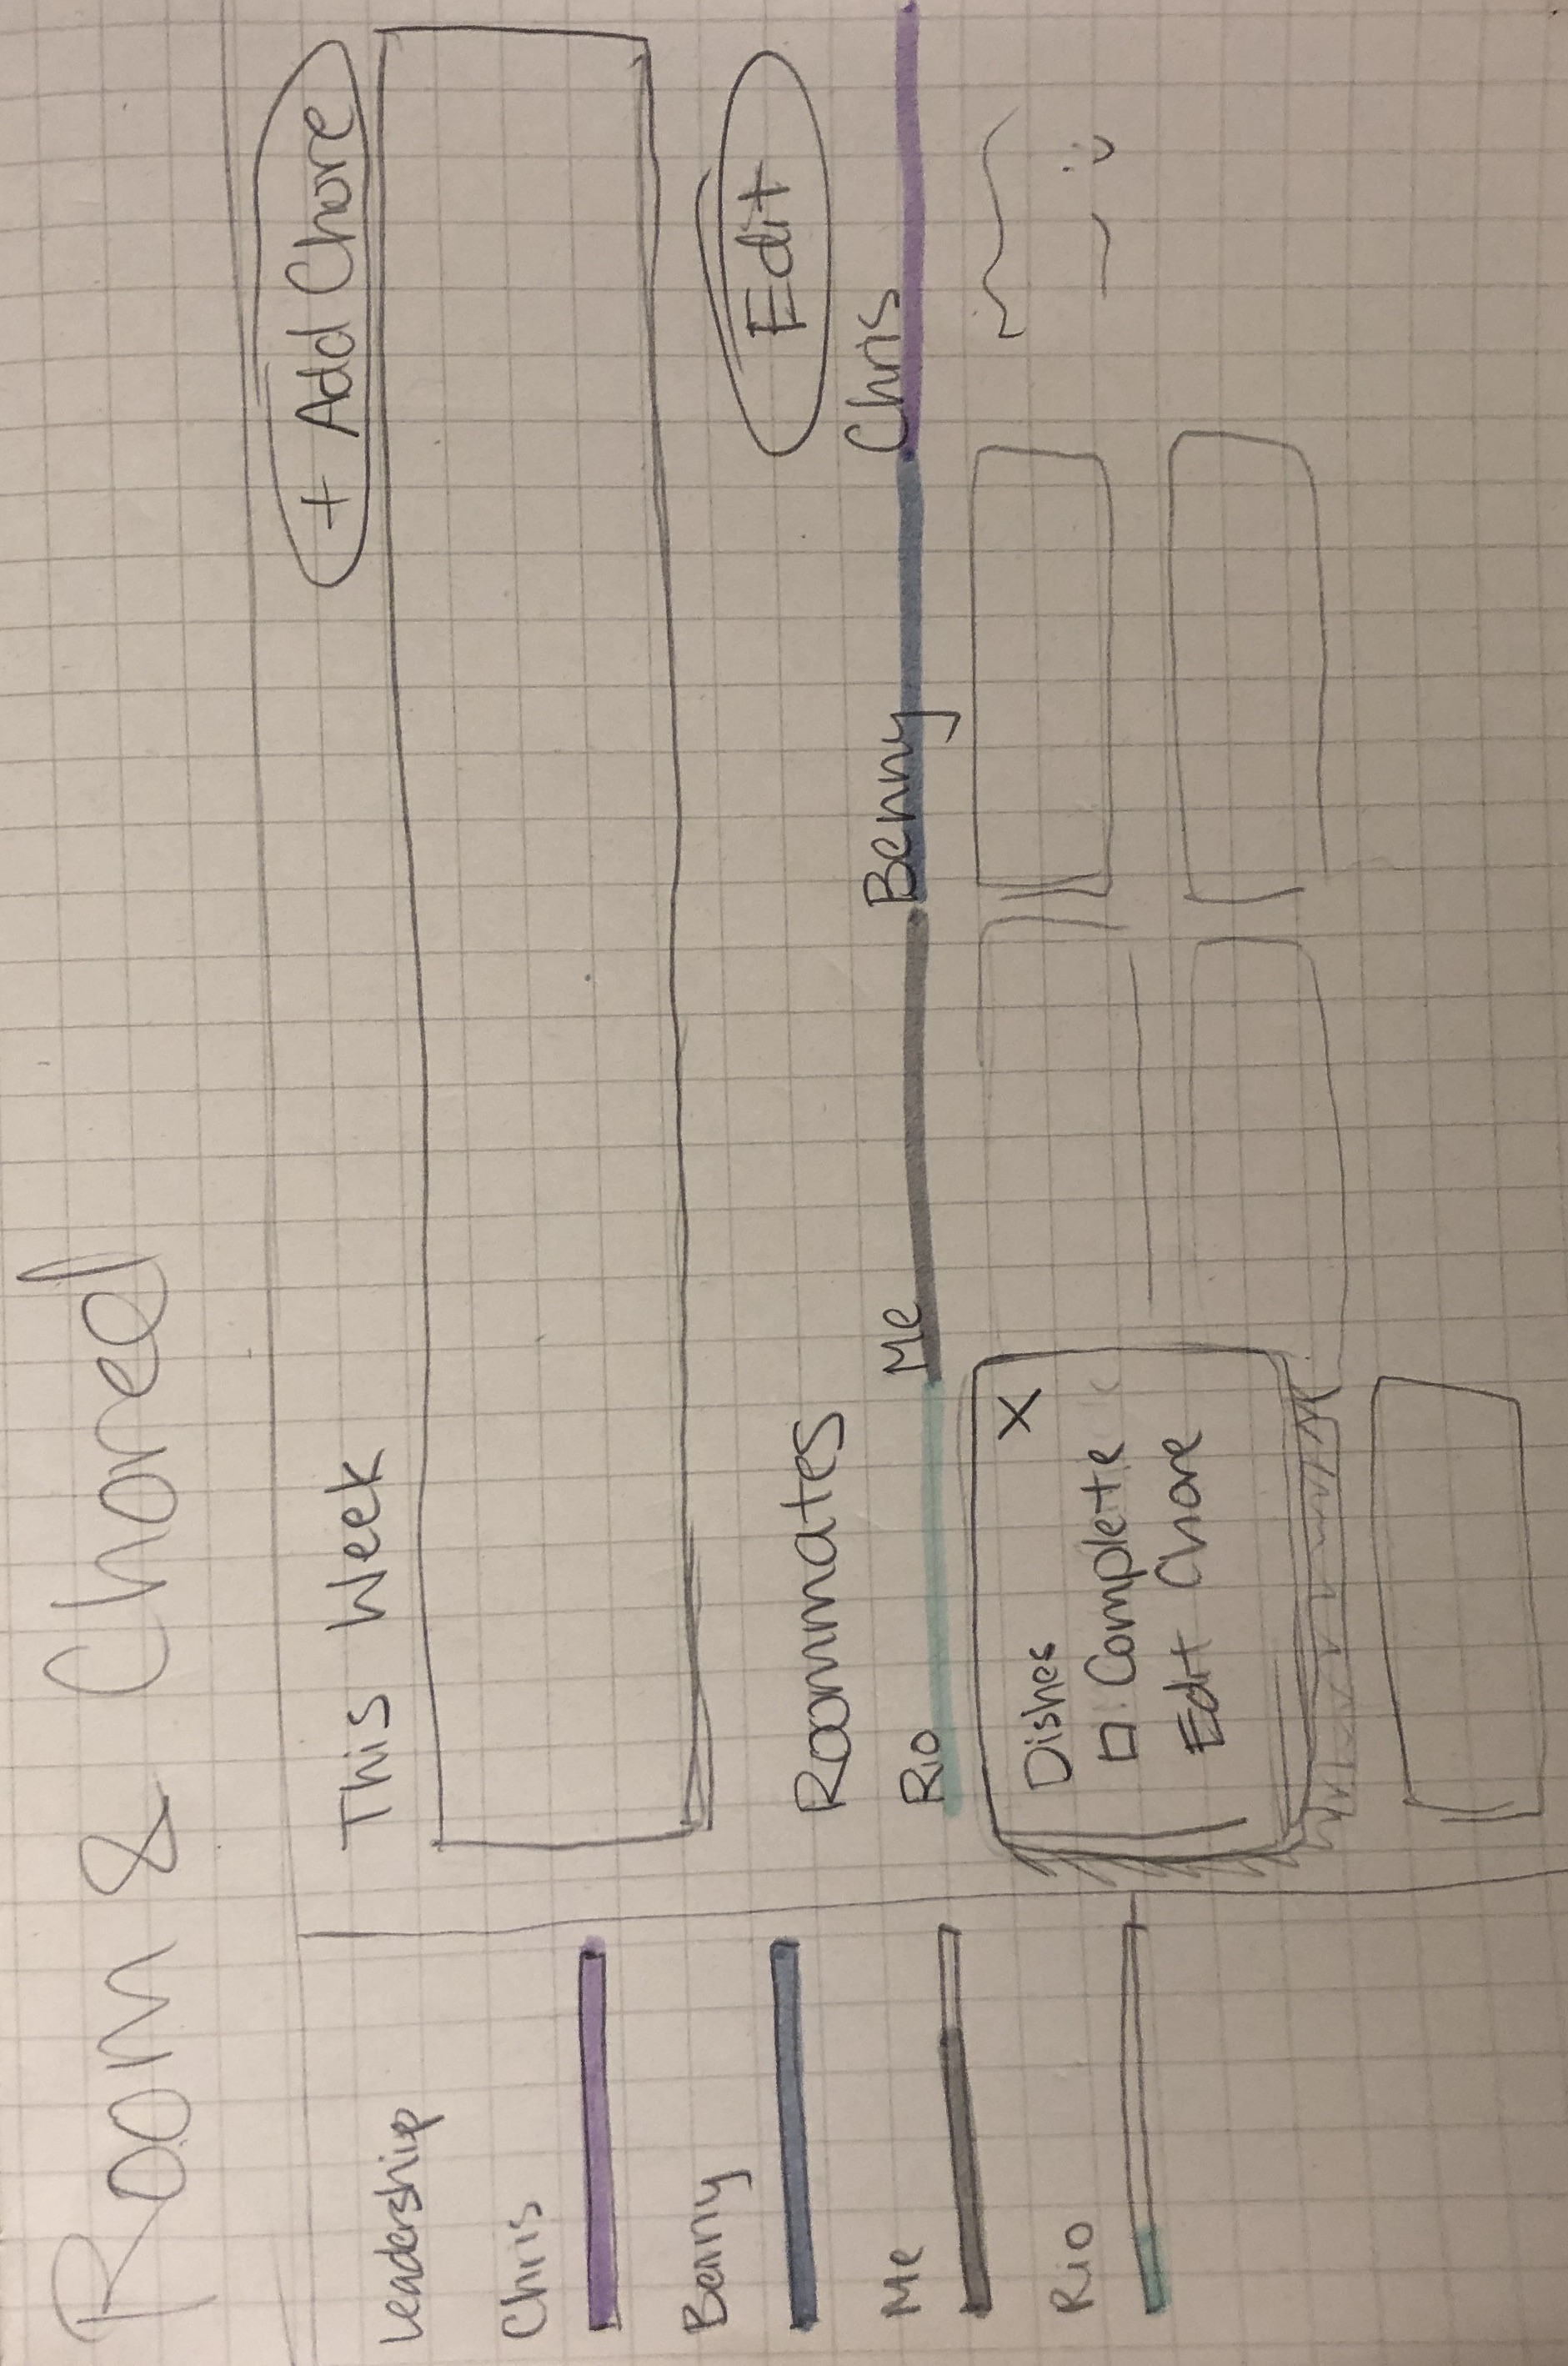 Room & Chored
Leadership
Chris
Benny
Me
Rio
This Week
+ Add Chore
Roommates
Edit
Rio
Me
Benny
Chris
Dishes
X
Complete
Edit Chore